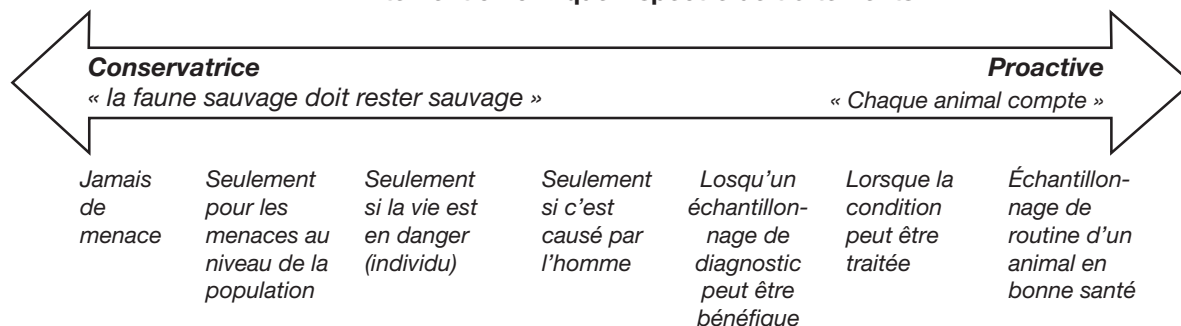 Conservatrice
« la faune sauvage doit rester sauvage »
Proactive
« Chaque animal compte »
Jamais
de
menace
Seulement
pour les
menaces au
niveau de la
population
Seulement
si la vie est
en danger
(individu)
Seulement
si c’est
causé par
l’homme
Losqu’un
échantillon-
nage de
diagnostic
peut être
bénéfique
Lorsque la
condition
peut être
traitée
Échantillon-
nage de
routine d’un
animal en
bonne santé